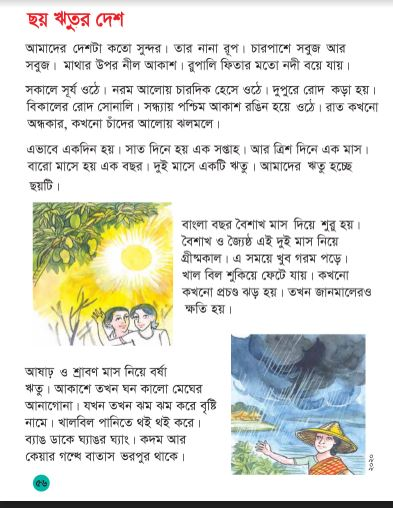 ছয় ঋতুর দেশ
আমাদের দেশটা কতো সুন্দর। তার নানা রূপ। চারপাশে সবুজ আর
সবুজ। মাথার উপর নীল আকাশ। রুপালি ফিতার মতো নদী বয়ে যায়।
সকালে সূর্য ওঠে। নরম আলোয় চারদিক হেসে ওঠে। দুপুরে রোদ কড়া হয়।
বিকালের রোদ সোনালি। সন্ধ্যায় পশ্চিম আকাশ রঙিন হয়ে ওঠে। রাত কখনো
অন্ধকার, কখনো চাঁদের আলোয় ঝলমলে।
এভাবে একদিন হয়। সাত দিনে হয় এক সপ্তাহ। আর ত্রিশ দিনে এক মাস।
বারো মাসে হয় এক বছর। দুই মাসে একটি ঋতু। আমাদের ঋতু হচ্ছে
ছয়টি।
বাংলা বছর বৈশাখ মাস দিয়ে শুরু হয়।
বৈশাখ ও জ্যৈষ্ঠ এই দুই মাস নিয়ে
গ্রীষ্মকাল। এ সময়ে খুব গরম পড়ে।
খাল বিল শুকিয়ে ফেটে যায়। কখনো
কখনো প্রচণ্ড ঝড় হয়। তখন জানমালেরও
ক্ষতি হয়।
আষাঢ় ও শ্রাবণ মাস নিয়ে বর্ষা
ঋতু। আকাশে তখন ঘন কালো মেঘের
আনাগোনা। যখন তখন ঝম ঝম করে বৃষ্টি
নামে। খালবিল পানিতে থই থই করে।
ব্যাঙ ডাকে ঘ্যাঙর ঘ্যাং। কদম আর
কেয়ার গন্ধে বাতাস ভরপুর থাকে।
৫৬
২০২০